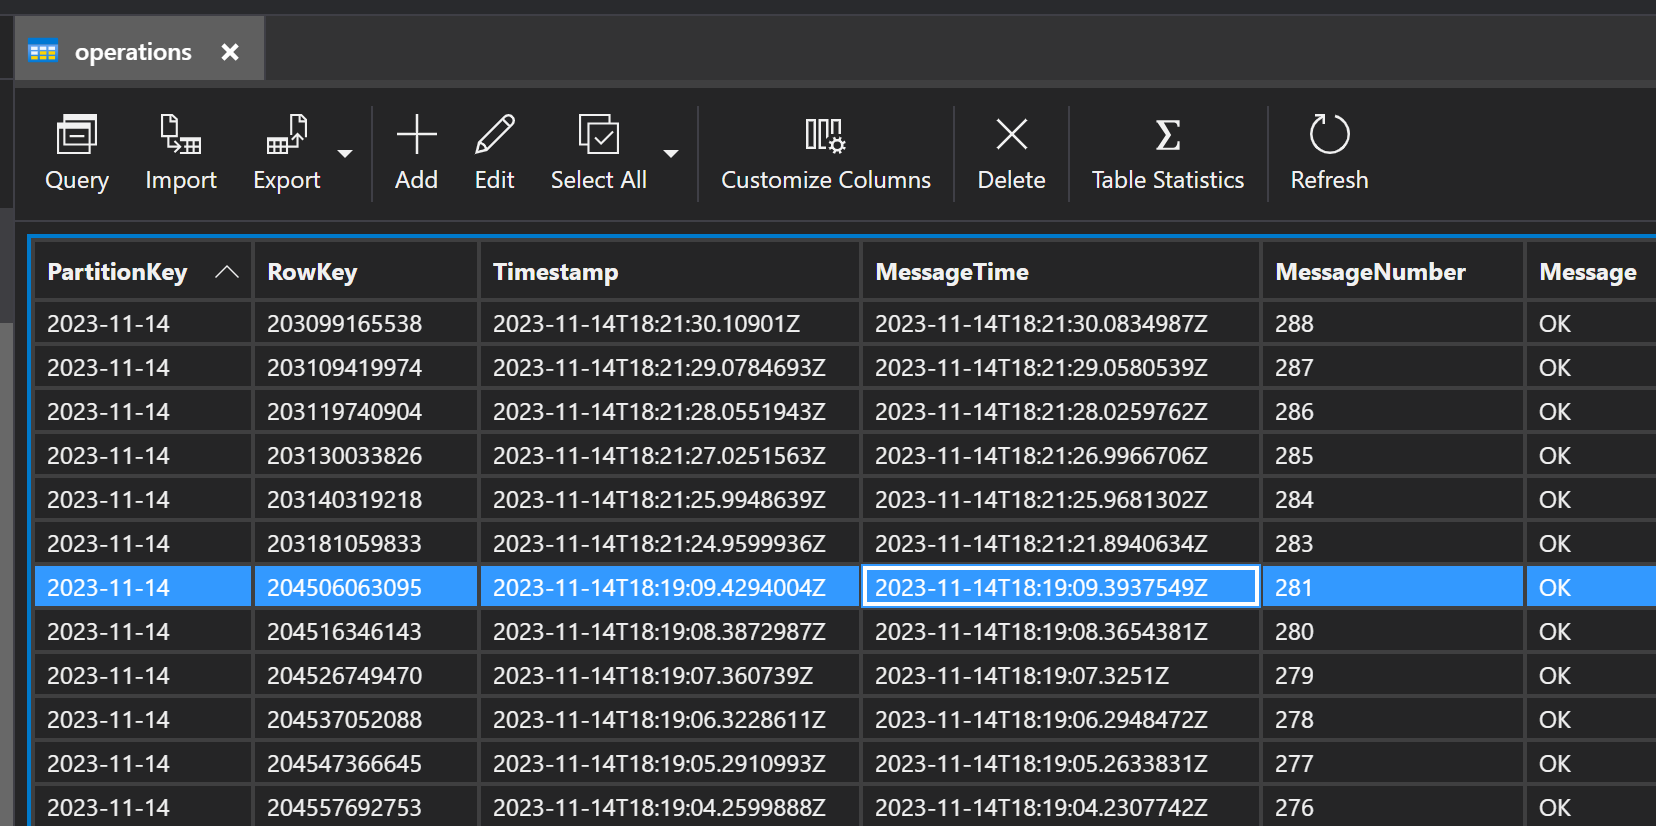 operations
Query Import Export Add Edit Select All Customize Columns Delete Table Statistics Refresh
PartitionKey RowKey Timestamp MessageTime MessageNumber Message
2023-11-14 203099165538 2023-11-14T18:21:30.10901Z 2023-11-14T18:21:30.0834987Z 288 OK
2023-11-14 203109419974 2023-11-14T18:21:29.0784693Z 2023-11-14T18:21:29.0580539Z 287 OK
2023-11-14 203119740904 2023-11-14T18:21:28.0551943Z 2023-11-14T18:21:28.0259762Z 286 OK
2023-11-14 203130033826 2023-11-14T18:21:27.0251563Z 2023-11-14T18:21:26.9966706Z 285 OK
2023-11-14 203140319218 2023-11-14T18:21:25.9948639Z 2023-11-14T18:21:25.9681302Z 284 OK
2023-11-14 203181059833 2023-11-14T18:21:24.9599936Z 2023-11-14T18:21:21.8940634Z 283 OK
2023-11-14 204506063095 2023-11-14T18:19:09.4294004Z 2023-11-14T18:19:09.3937549Z 281 OK
2023-11-14 204516346143 2023-11-14T18:19:08.3872987Z 2023-11-14T18:19:08.3654381Z 280 OK
2023-11-14 204526749470 2023-11-14T18:19:07.360739Z 2023-11-14T18:19:07.3251Z 279 OK
2023-11-14 204537052088 2023-11-14T18:19:06.3228611Z 2023-11-14T18:19:06.2948472Z 278 OK
2023-11-14 204547366645 2023-11-14T18:19:05.2910993Z 2023-11-14T18:19:05.2633831Z 277 OK
2023-11-14 204557692753 2023-11-14T18:19:04.2599888Z 2023-11-14T18:19:04.2307742Z 276 OK